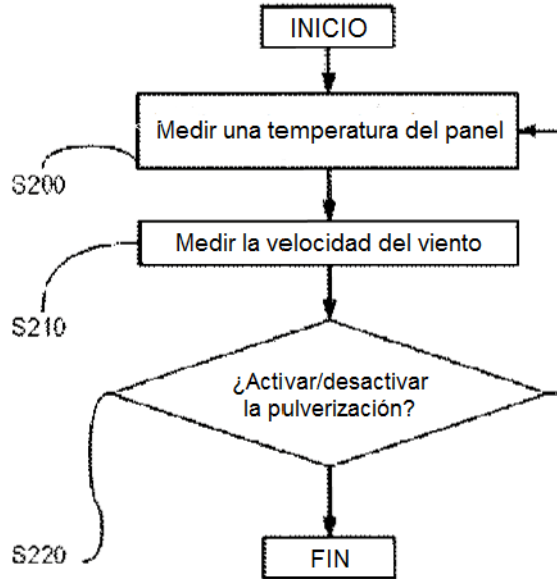 INICIO
Medir una temperatura del panel
S200
Medir la velocidad del viento
S210
¿Activar/desactivar
la pulverización?
S220
FIN